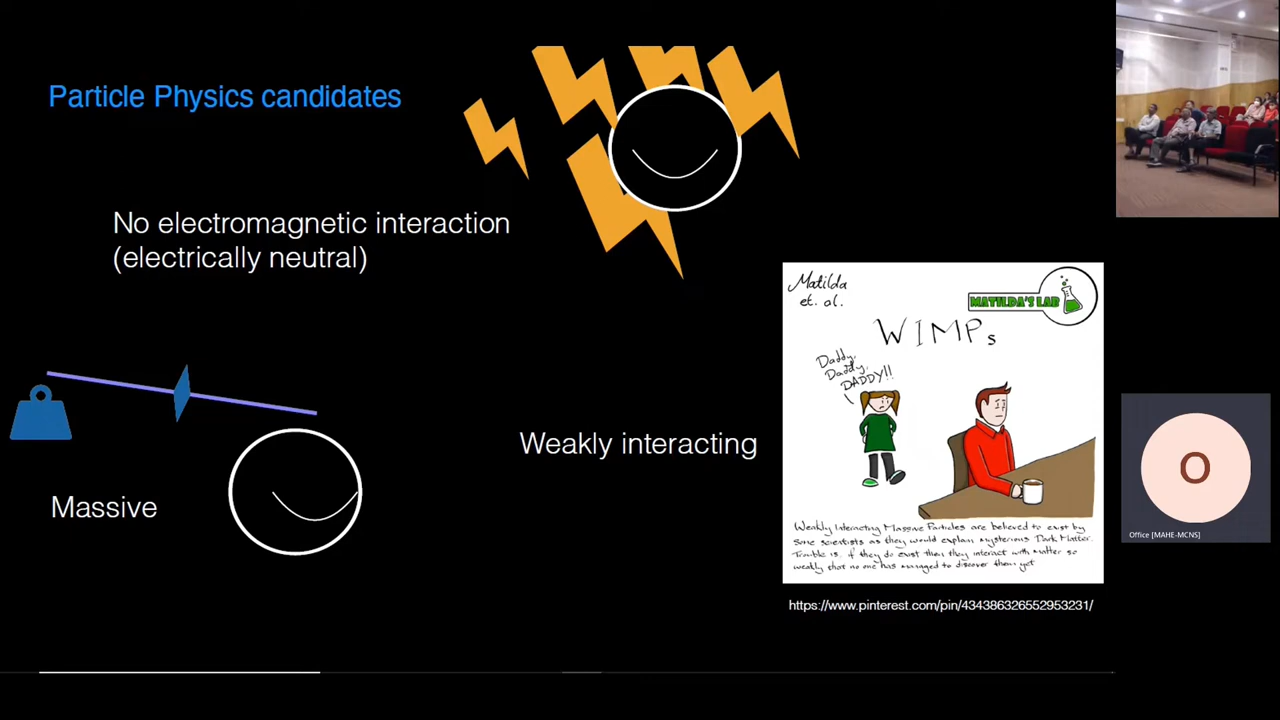 Particle Physics candidates
No electromagnetic interaction
(electrically neutral)
Massive
Weakly interacting
Matilda
et. al.
MATILDA'S LAB
WIMPs
Daddy,
Daddy,
DADDY!!
Weakly Interacting Massive Particles are believed to exist by
some scientists as they would explain mysterious Dark Matter.
Trouble is, if they do exist then they interact with matter so
weakly that no one has managed to discover them yet
https://www.pinterest.com/pin/434386326552953231/
O
Office [MAHE-MCNS]